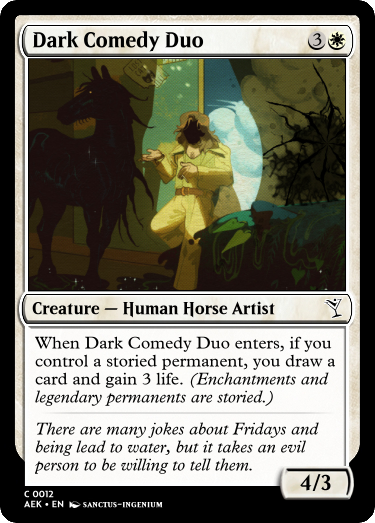 Dark Comedy Duo 3
Creature — Human Horse Artist
When Dark Comedy Duo enters, if you
control a storied permanent, you draw a
card and gain 3 life. (Enchantments and
legendary permanents are storied.)
There are many jokes about Fridays and
being lead to water, but it takes an evil
person to be willing to tell them.
4/3
C 0012
AEK • EN SANCTUS-INGENIUM